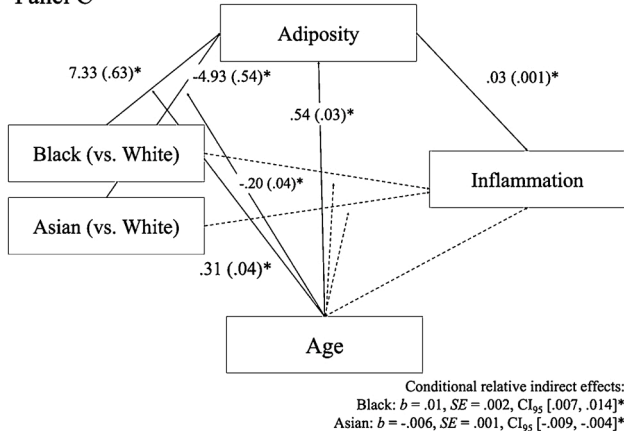 Panel C
Adiposity
7.33 (.63)*
-4.93 (.54)*
.03 (.001)*
.54 (.03)*
Black (vs. White)
Inflammation
-.20 (.04)*
Asian (vs. White)
.31 (.04)*
Age
Conditional relative indirect effects:
Black: b = .01, SE = .002, CI95 [.007, .014]*
Asian: b = -.006, SE = .001, CI95 [-.009, -.004]*